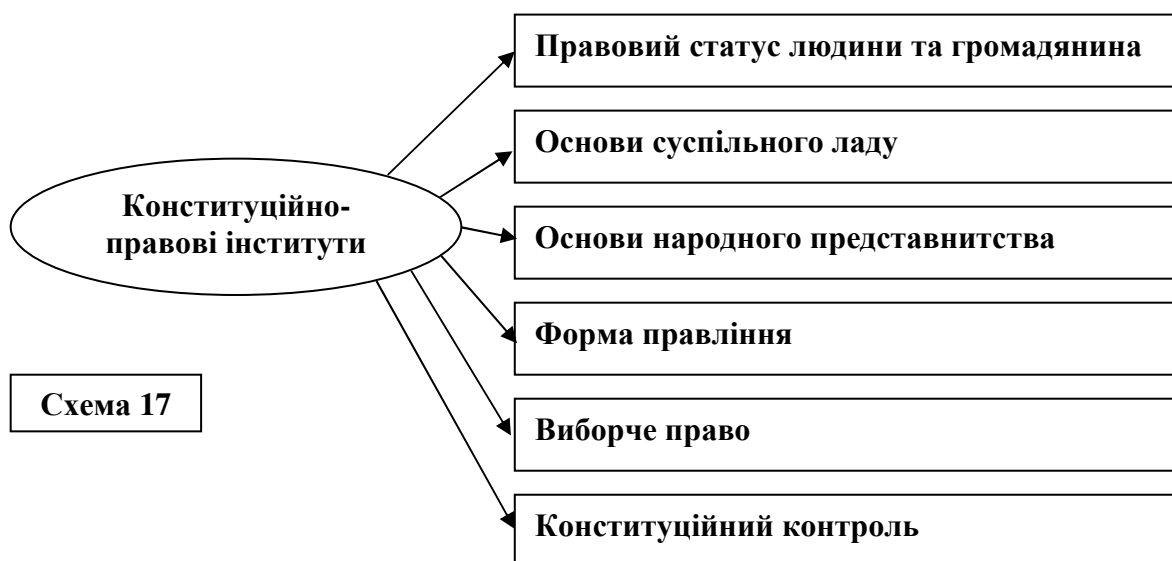 Правовий статус людини та громадянина
Основи суспільного ладу
Конституційно-
правові інститути
Основи народного представнитства
Форма правління
Схема 17
Виборче право
Конституційний контроль